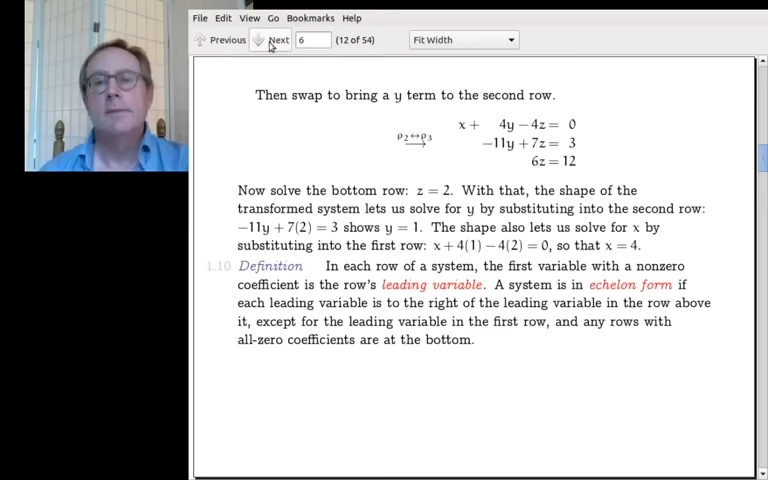 File Edit View Go Bookmarks Help
Previous Next 6 (12 of 54) Fit Width
Then swap to bring a y term to the second row.
x + 4y − 4z = 0
ρ2↔ρ3 −11y + 7z = 3
6z = 12
Now solve the bottom row: z = 2. With that, the shape of the
transformed system lets us solve for y by substituting into the second row:
−11y + 7(2) = 3 shows y = 1. The shape also lets us solve for x by
substituting into the first row: x + 4(1) − 4(2) = 0, so that x = 4.
1.10 Definition In each row of a system, the first variable with a nonzero
coefficient is the row's leading variable. A system is in echelon form if
each leading variable is to the right of the leading variable in the row above
it, except for the leading variable in the first row, and any rows with
all-zero coefficients are at the bottom.